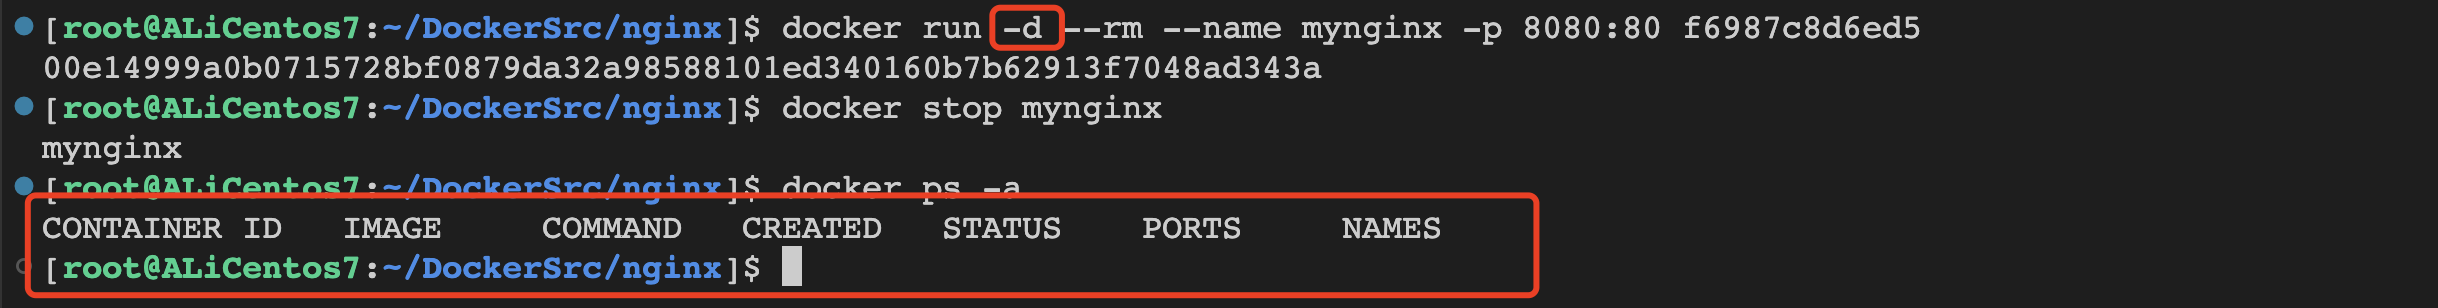 [root@ALiCentos7:~/DockerSrc/nginx]$ docker run -d --rm --name mynginx -p 8080:80 f6987c8d6ed5
00e14999a0b0715728bf0879da32a98588101ed340160b7b62913f7048ad343a
[root@ALiCentos7:~/DockerSrc/nginx]$ docker stop mynginx
mynginx
[root@ALiCentos7:~/DockerSrc/nginx]$ docker ps -a
CONTAINER ID   IMAGE     COMMAND   CREATED   STATUS    PORTS     NAMES
[root@ALiCentos7:~/DockerSrc/nginx]$